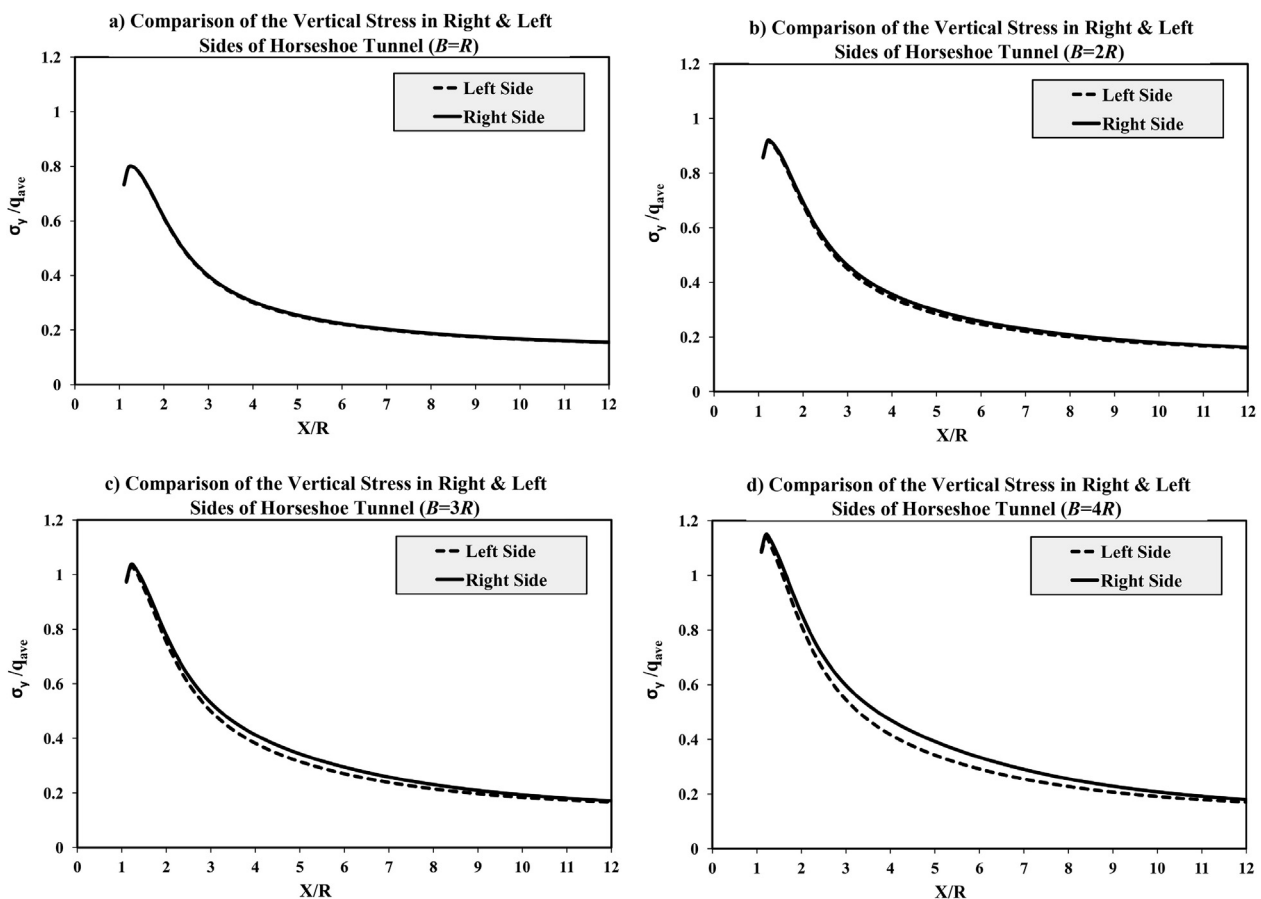 a) Comparison of the Vertical Stress in Right & Left
Sides of Horseshoe Tunnel (B=R)
1.2
1
0.8
0.6
0.4
0.2
0
σy /qave
Left Side
Right Side
0 1 2 3 4 5 6 7 8 9 10 11 12
X/R
b) Comparison of the Vertical Stress in Right & Left
Sides of Horseshoe Tunnel (B=2R)
1.2
1
0.8
0.6
0.4
0.2
0
σy /qave
Left Side
Right Side
0 1 2 3 4 5 6 7 8 9 10 11 12
X/R
c) Comparison of the Vertical Stress in Right & Left
Sides of Horseshoe Tunnel (B=3R)
1.2
1
0.8
0.6
0.4
0.2
0
σy /qave
Left Side
Right Side
0 1 2 3 4 5 6 7 8 9 10 11 12
X/R
d) Comparison of the Vertical Stress in Right & Left
Sides of Horseshoe Tunnel (B=4R)
1.2
1
0.8
0.6
0.4
0.2
0
σy /qave
Left Side
Right Side
0 1 2 3 4 5 6 7 8 9 10 11 12
X/R